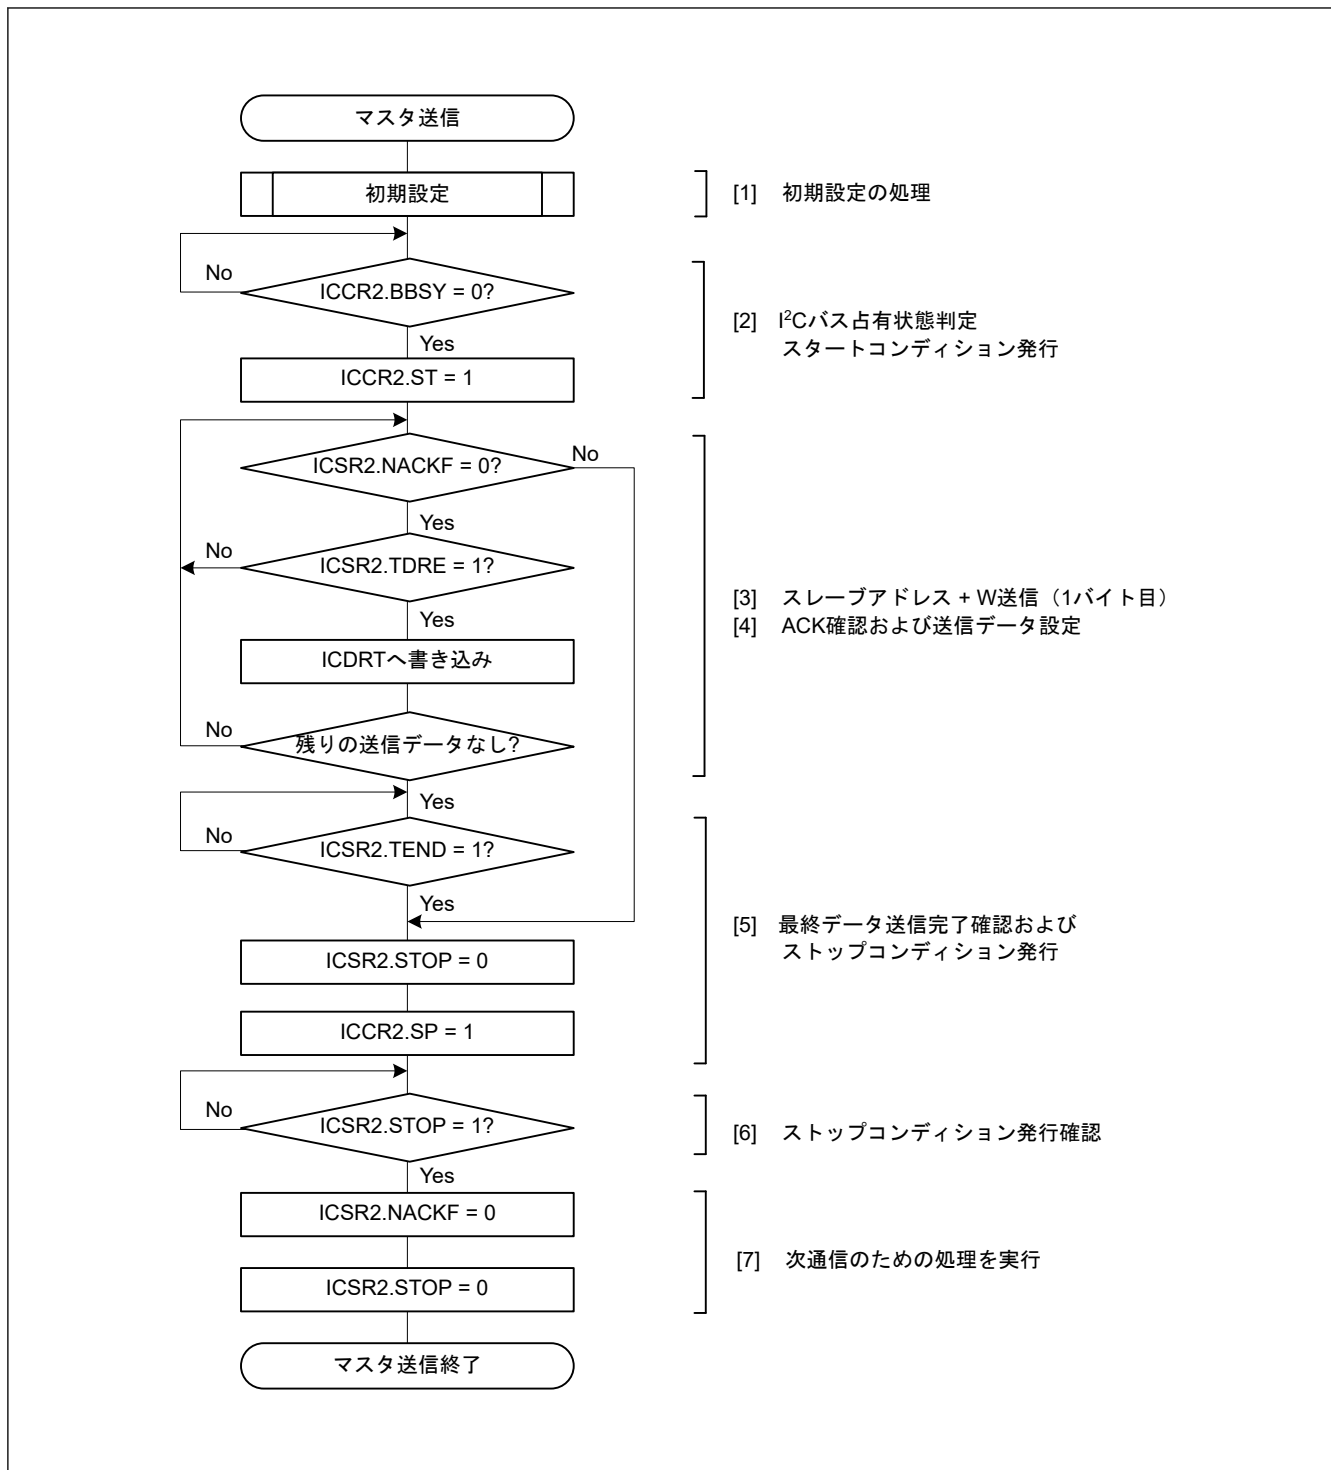 マスタ送信
初期設定
[1] 初期設定の処理
No
ICCR2.BBSY = 0?
[2] I²Cバス占有状態判定
スタートコンディション発行
Yes
ICCR2.ST = 1
ICSR2.NACKF = 0?
No
Yes
No
ICSR2.TDRE = 1?
[3] スレーブアドレス + W送信（1バイト目）
[4] ACK確認および送信データ設定
Yes
ICDRTへ書き込み
No
残りの送信データなし?
Yes
No
ICSR2.TEND = 1?
Yes
[5] 最終データ送信完了確認および
ストップコンディション発行
ICSR2.STOP = 0
ICCR2.SP = 1
No
ICSR2.STOP = 1?
[6] ストップコンディション発行確認
Yes
ICSR2.NACKF = 0
[7] 次通信のための処理を実行
ICSR2.STOP = 0
マスタ送信終了